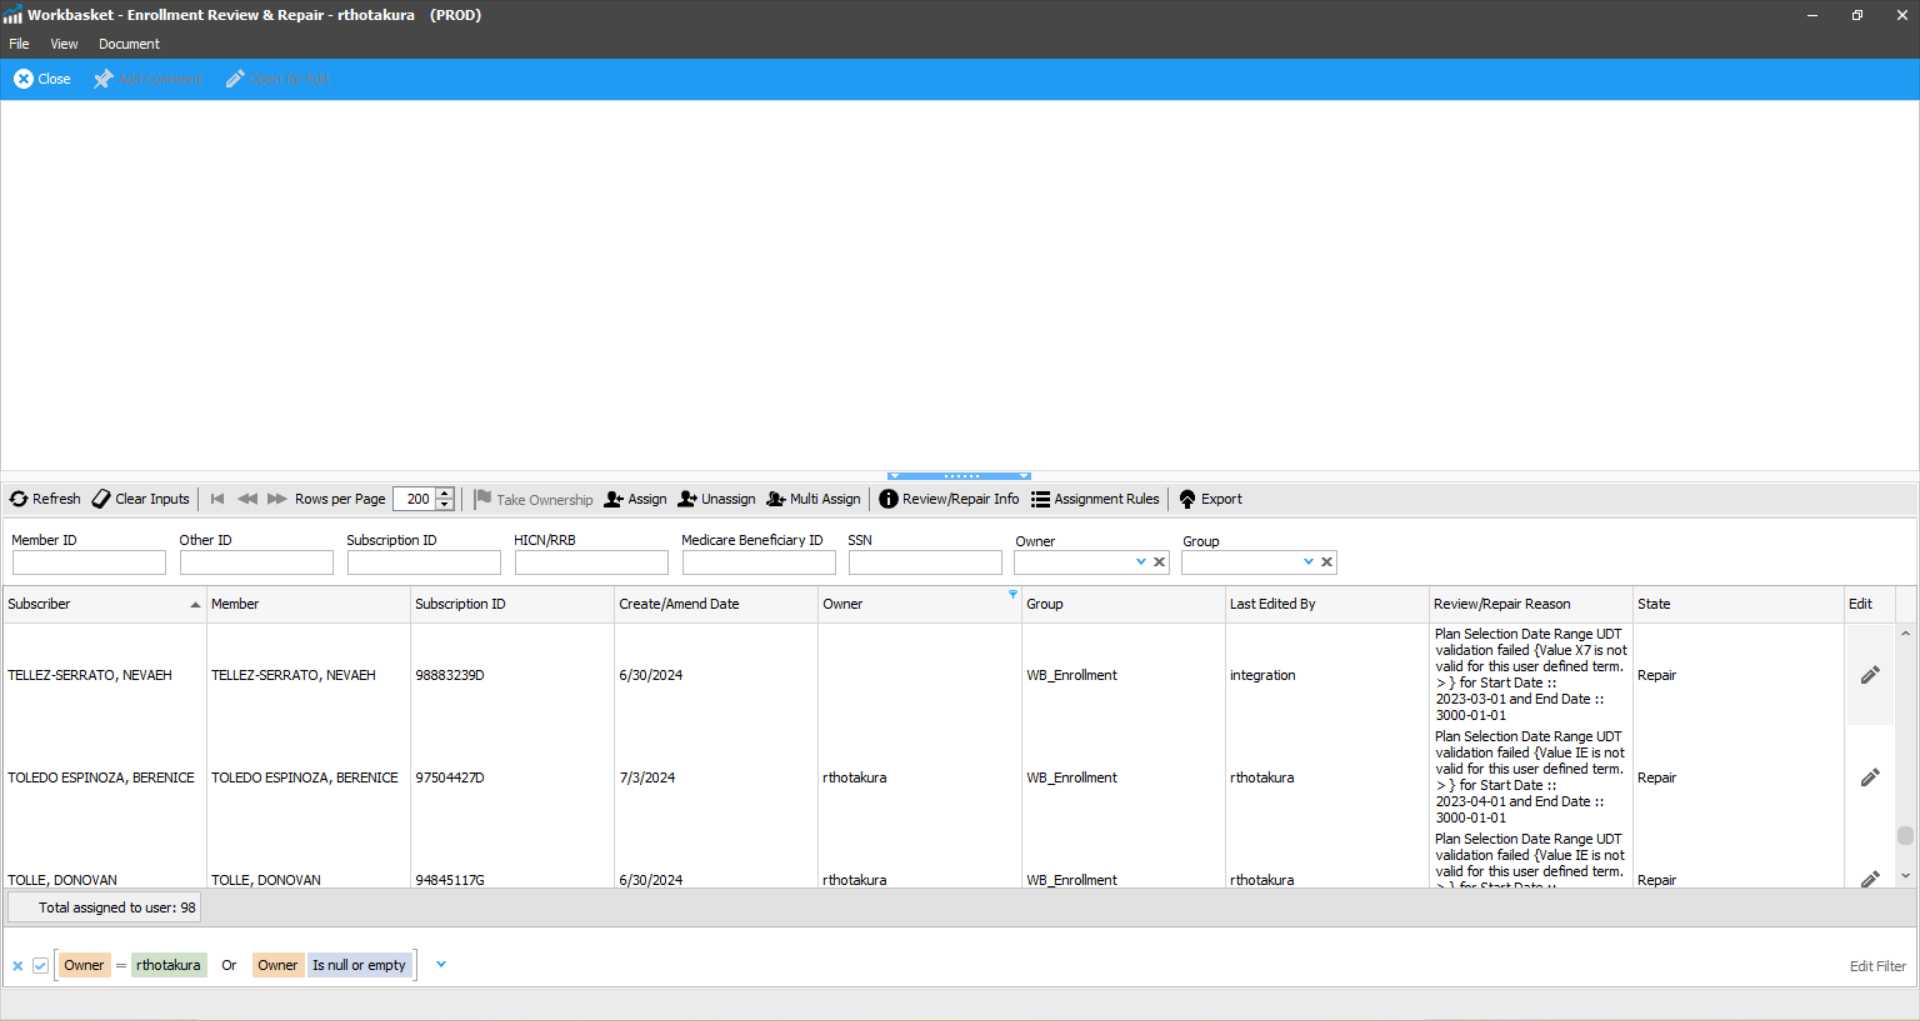 Workbasket - Enrollment Review & Repair - rthotakura (PROD)
File View Document
Close Add Comment Open for Edit
Refresh Clear Inputs Rows per Page 200 Take Ownership Assign Unassign Multi Assign Review/Repair Info Assignment Rules Export
Member ID Other ID Subscription ID HICN/RRB Medicare Beneficiary ID SSN Owner Group
Subscriber Member Subscription ID Create/Amend Date Owner Group Last Edited By Review/Repair Reason State Edit
TELLEZ-SERRATO, NEVAEH TELLEZ-SERRATO, NEVAEH 98883239D 6/30/2024 WB_Enrollment integration
Plan Selection Date Range UDT
validation failed {Value X7 is not
valid for this user defined term.
> } for Start Date ::
2023-03-01 and End Date ::
3000-01-01
Repair
TOLEDO ESPINOZA, BERENICE TOLEDO ESPINOZA, BERENICE 97504427D 7/3/2024 rthotakura WB_Enrollment rthotakura
Plan Selection Date Range UDT
validation failed {Value IE is not
valid for this user defined term.
> } for Start Date ::
2023-04-01 and End Date ::
3000-01-01
Repair
TOLLE, DONOVAN TOLLE, DONOVAN 94845117G 6/30/2024 rthotakura WB_Enrollment rthotakura
Plan Selection Date Range UDT
validation failed {Value IE is not
valid for this user defined term.
> } for Start Date ::
Repair
Total assigned to user: 98
Owner = rthotakura Or Owner Is null or empty
Edit Filter